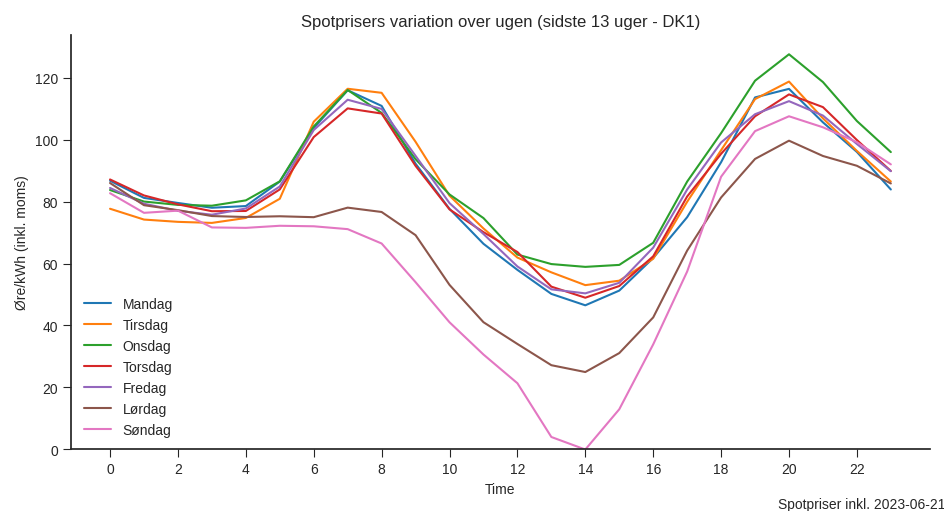 Spotprisers variation over ugen (sidste 13 uger - DK1)
Øre/kWh (inkl. moms)
120
100
80
60
40
20
0
Mandag
Tirsdag
Onsdag
Torsdag
Fredag
Lørdag
Søndag
0 2 4 6 8 10 12 14 16 18 20 22
Time
Spotpriser inkl. 2023-06-21